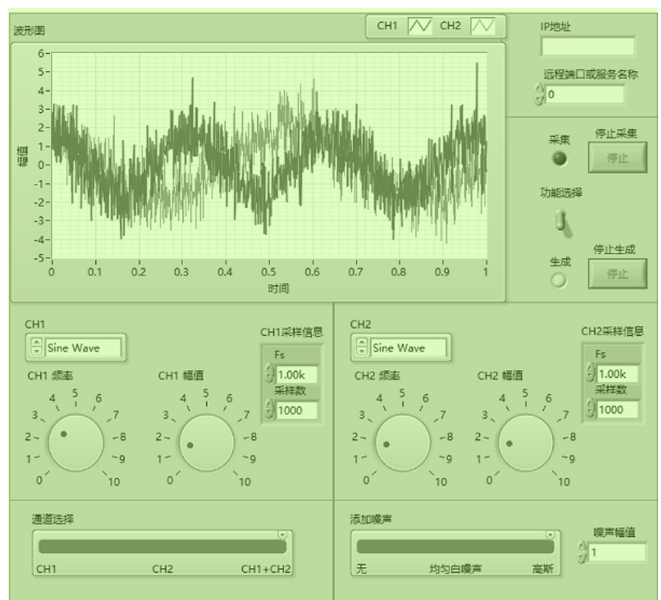 波形图
CH1 CH2
6
5
4
3
2
1
0
-1
-2
-3
-4
-5
幅值
0 0.1 0.2 0.3 0.4 0.5 0.6 0.7 0.8 0.9 1
时间
IP地址
远程端口或服务名称
0
采集 停止采集
停止
功能选择
生成 停止生成
停止
CH1
Sine Wave
CH1采样信息
Fs
1.00k
采样数
1000
CH1 频率
0 1 2 3 4 5 6 7 8 9 10
CH1 幅值
0 1 2 3 4 5 6 7 8 9 10
CH2
Sine Wave
CH2采样信息
Fs
1.00k
采样数
1000
CH2 频率
0 1 2 3 4 5 6 7 8 9 10
CH2 幅值
0 1 2 3 4 5 6 7 8 9 10
通道选择
CH1 CH2 CH1+CH2
添加噪声
无 均匀白噪声 高斯
噪声幅值
1